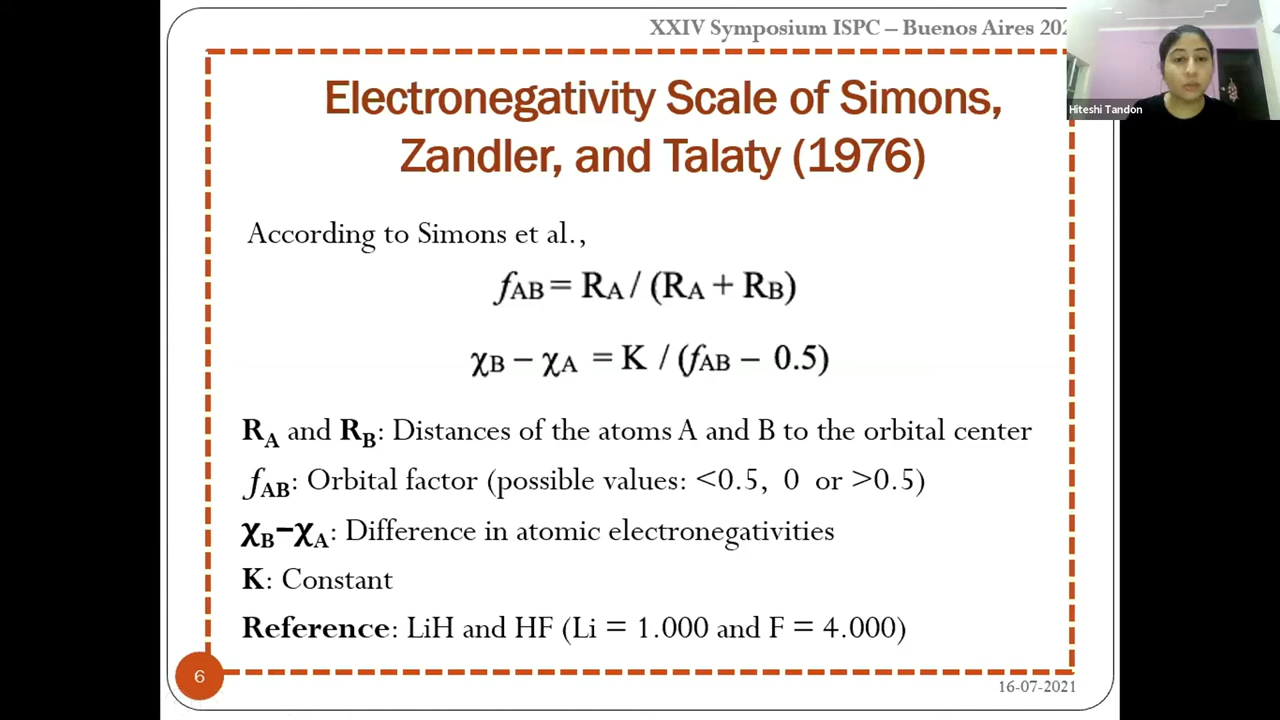 XXIV Symposium ISPC – Buenos Aires 202
Hiteshi Tandon
Electronegativity Scale of Simons,
Zandler, and Talaty (1976)
According to Simons et al.,
fAB = RA / (RA + RB)
χB − χA = K / (fAB − 0.5)
RA and RB: Distances of the atoms A and B to the orbital center
fAB: Orbital factor (possible values: <0.5, 0 or >0.5)
χB−χA: Difference in atomic electronegativities
K: Constant
Reference: LiH and HF (Li = 1.000 and F = 4.000)
6
16-07-2021